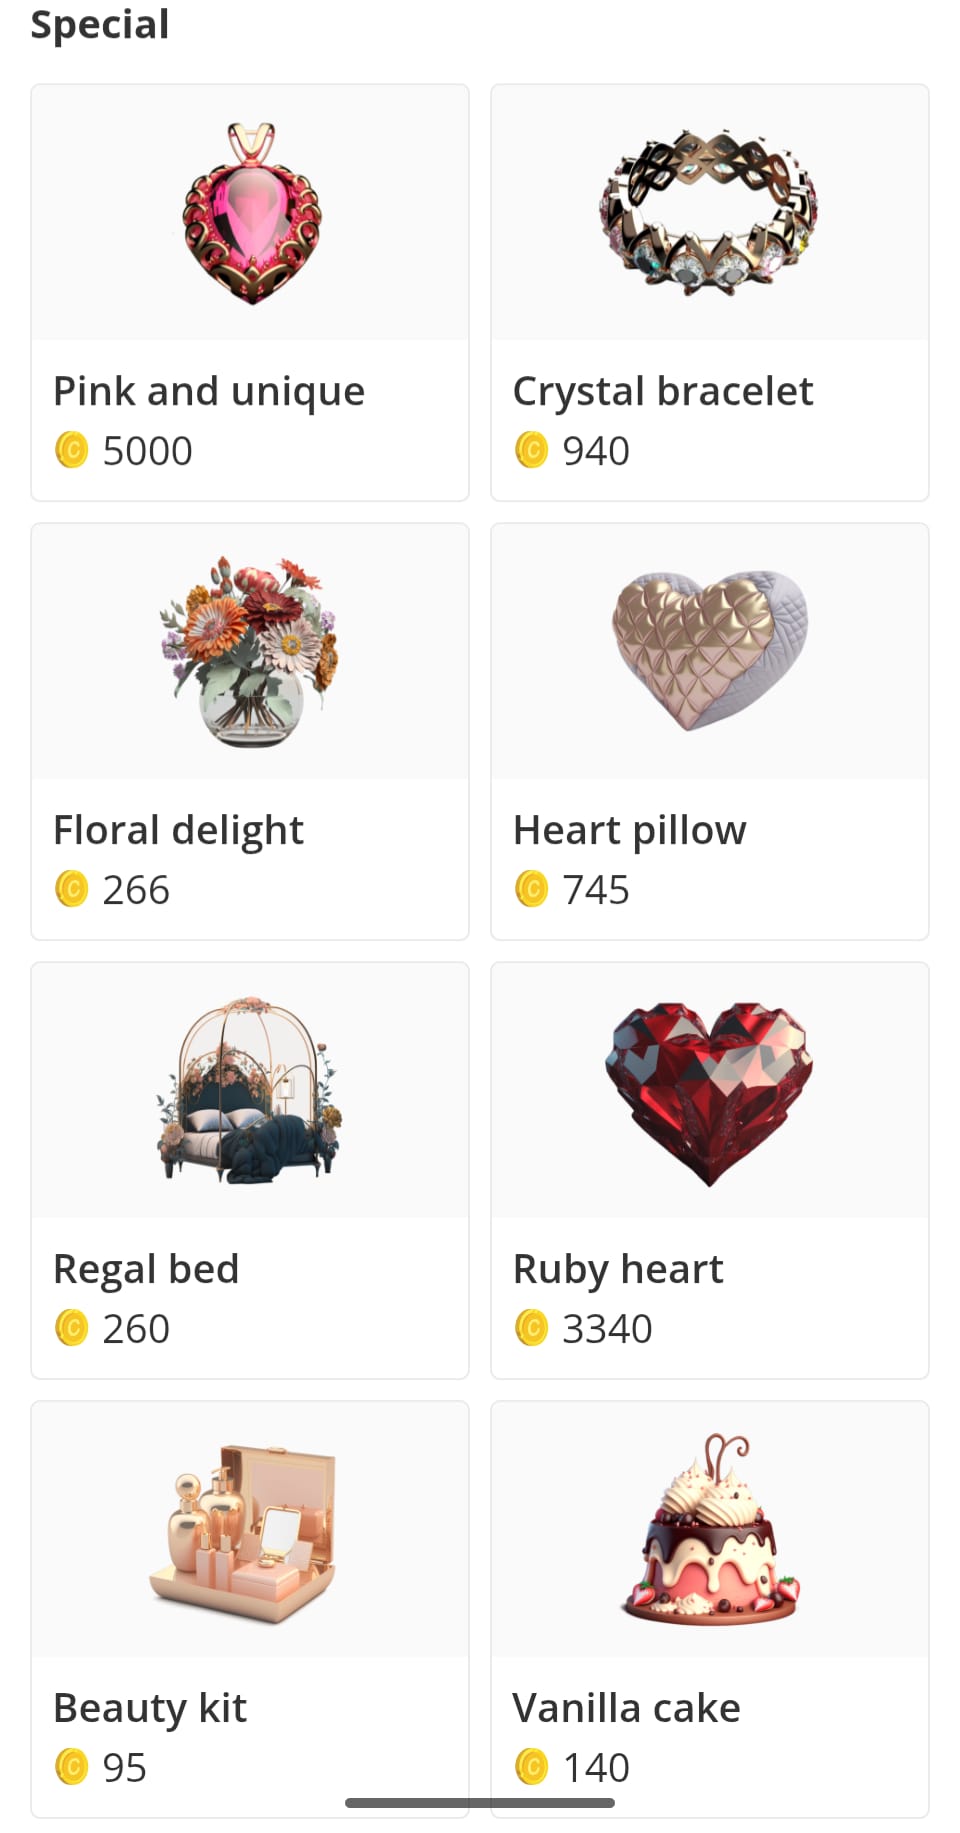 Special
Pink and unique
5000
Crystal bracelet
940
Floral delight
266
Heart pillow
745
Regal bed
260
Ruby heart
3340
Beauty kit
95
Vanilla cake
140